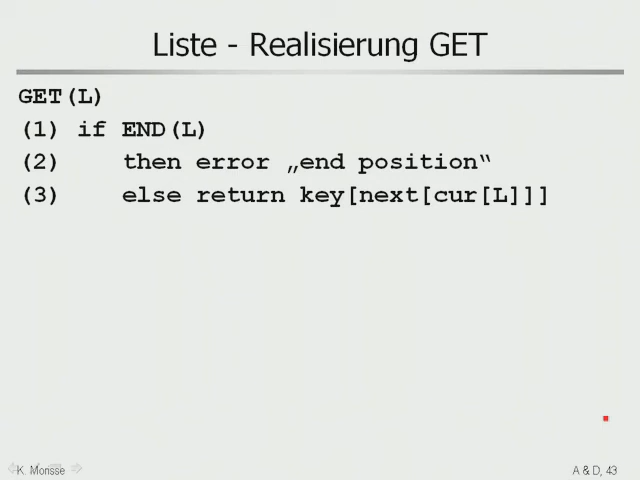 Liste - Realisierung GET
GET(L)
(1) if END(L)
(2) then error „end position“
(3) else return key[next[cur[L]]]
K. Morisse
A & D, 43